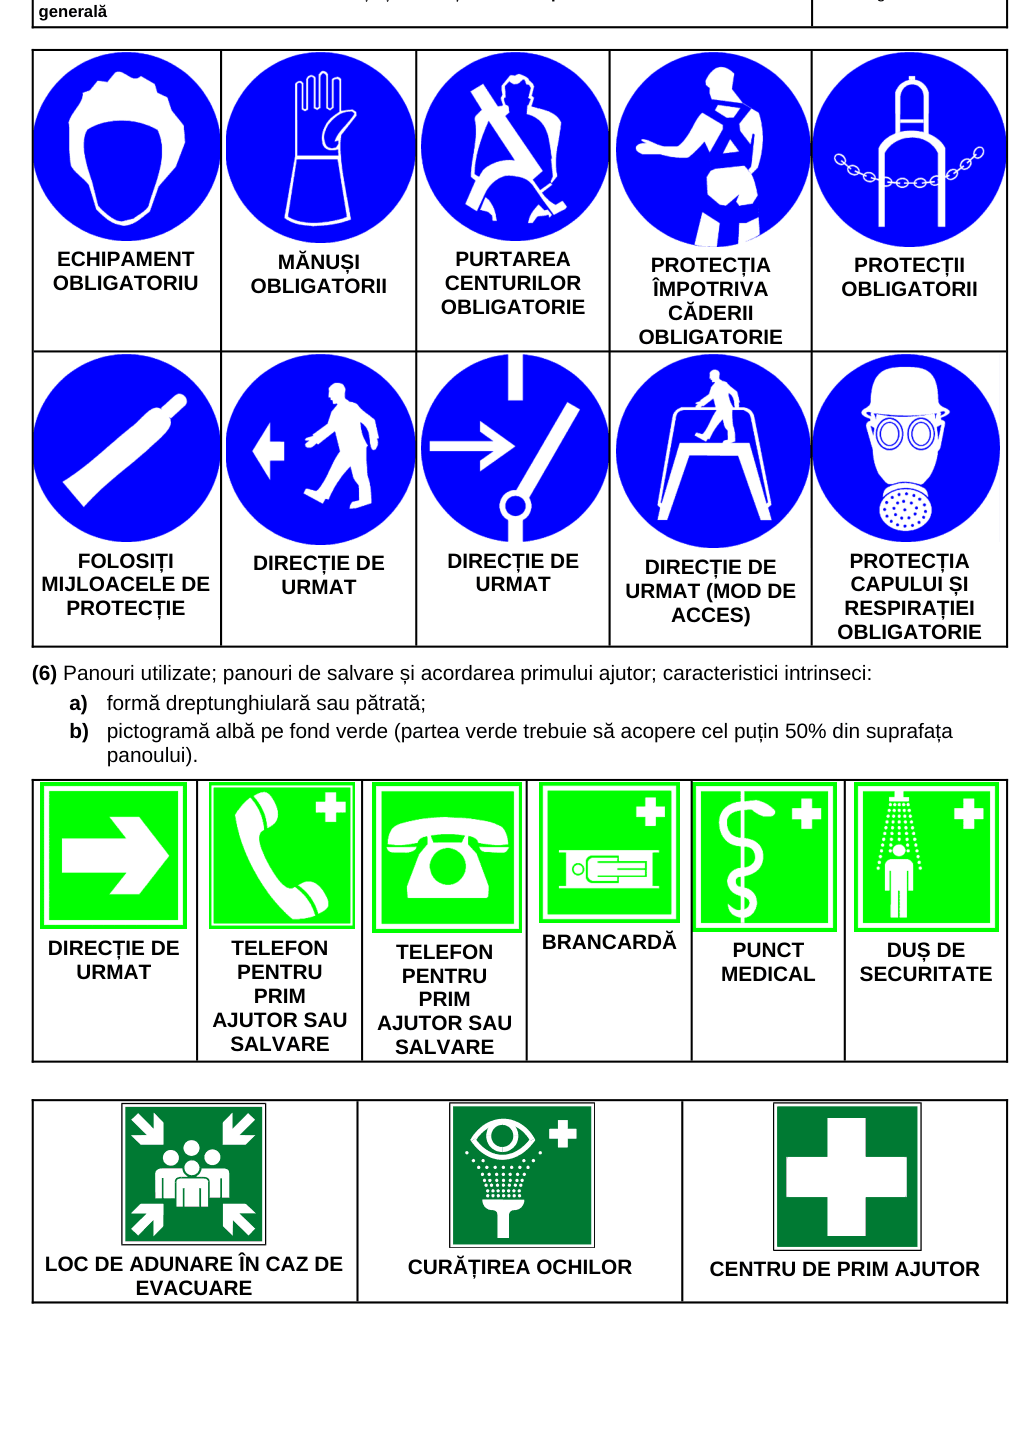 generală
ECHIPAMENT
OBLIGATORIU
MĂNUȘI
OBLIGATORII
PURTAREA
CENTURILOR
OBLIGATORIE
PROTECȚIA
ÎMPOTRIVA
CĂDERII
OBLIGATORIE
PROTECȚII
OBLIGATORII
FOLOSIȚI
MIJLOACELE DE
PROTECȚIE
DIRECȚIE DE
URMAT
DIRECȚIE DE
URMAT
DIRECȚIE DE
URMAT (MOD DE
ACCES)
PROTECȚIA
CAPULUI ȘI
RESPIRAȚIEI
OBLIGATORIE
(6) Panouri utilizate; panouri de salvare și acordarea primului ajutor; caracteristici intrinseci:
a) formă dreptunghiulară sau pătrată;
b) pictogramă albă pe fond verde (partea verde trebuie să acopere cel puțin 50% din suprafața
panoului).
DIRECȚIE DE
URMAT
TELEFON
PENTRU
PRIM
AJUTOR SAU
SALVARE
TELEFON
PENTRU
PRIM
AJUTOR SAU
SALVARE
BRANCARDĂ
PUNCT
MEDICAL
DUȘ DE
SECURITATE
LOC DE ADUNARE ÎN CAZ DE
EVACUARE
CURĂȚIREA OCHILOR
CENTRU DE PRIM AJUTOR